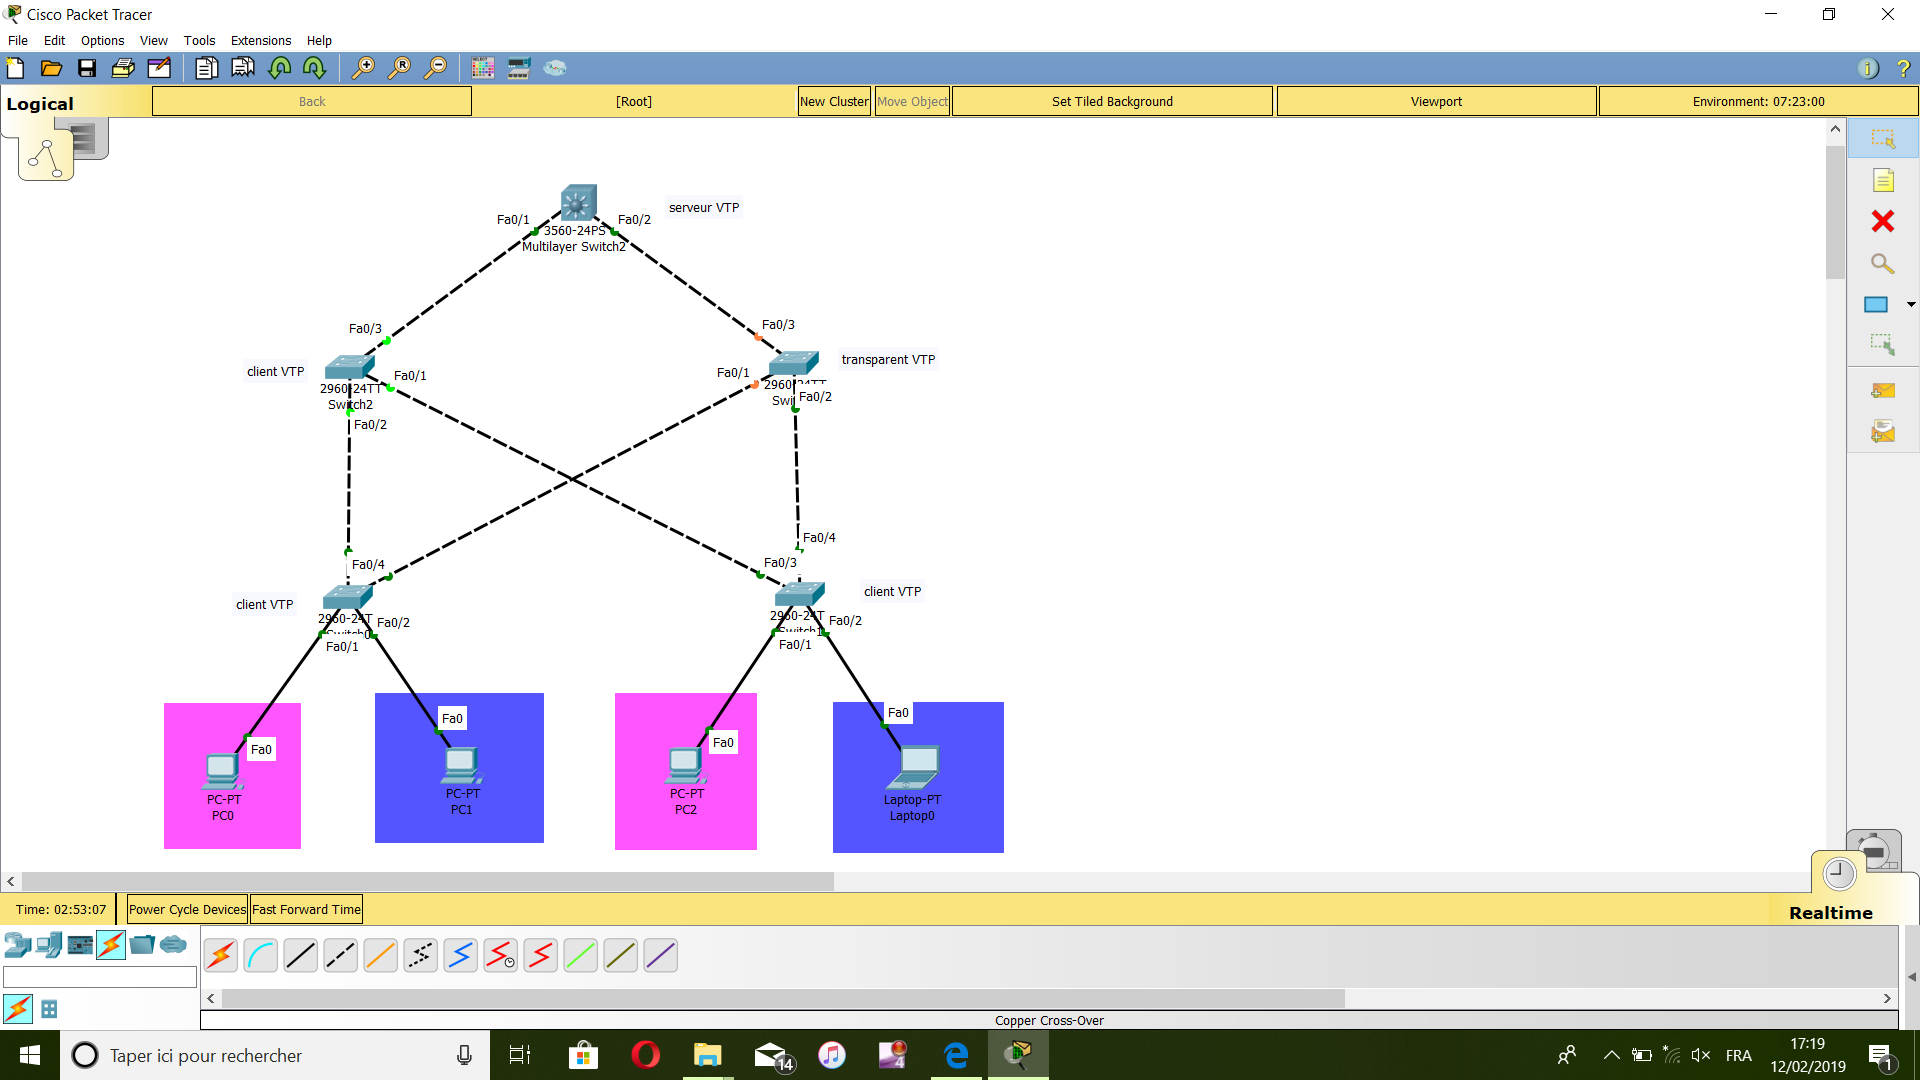 Cisco Packet Tracer
File Edit Options View Tools Extensions Help
Logical
Back
[Root]
New Cluster
Move Object
Set Tiled Background
Viewport
Environment: 07:23:00
serveur VTP
Fa0/1
Fa0/2
3560-24PS
Multilayer Switch2
Fa0/3
Fa0/3
client VTP
transparent VTP
Fa0/1
Fa0/1
2960-24TT
Switch2
2960-24TT
Fa0/2
Fa0/2
Fa0/4
Fa0/4
Fa0/3
client VTP
client VTP
2960-24T
Switch0
Fa0/2
Fa0/1
2960-24T
Switch1
Fa0/2
Fa0/1
Fa0
Fa0
Fa0
Fa0
PC-PT
PC0
PC-PT
PC1
PC-PT
PC2
Laptop-PT
Laptop0
Time: 02:53:07
Power Cycle Devices
Fast Forward Time
Realtime
Copper Cross-Over
Taper ici pour rechercher
14
4
FRA
17:19
12/02/2019
1